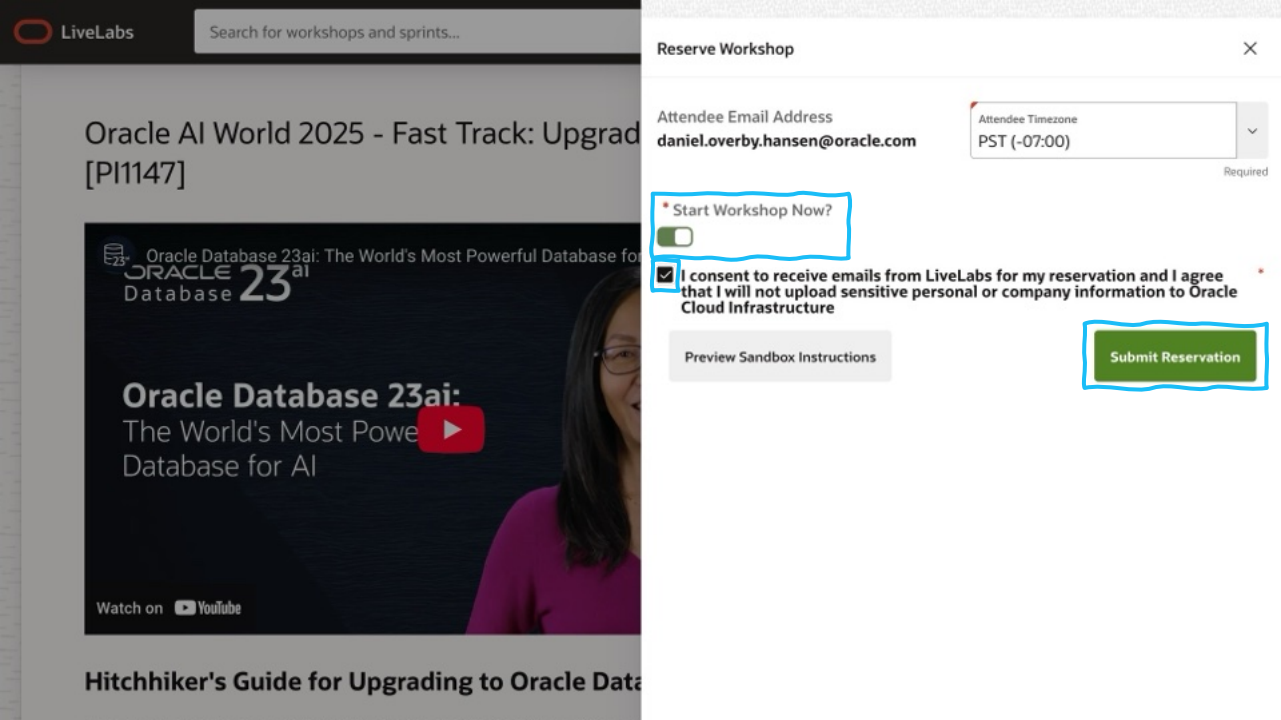 LiveLabs
Search for workshops and sprints...
Oracle AI World 2025 - Fast Track: Upgrad
[PI1147]
23ai
Oracle Database 23ai: The World's Most Powerful Database for
ORACLE
Database 23ai
Oracle Database 23ai:
The World's Most Powe
Database for AI
Watch on YouTube
Hitchhiker's Guide for Upgrading to Oracle Data
Reserve Workshop
Attendee Email Address
daniel.overby.hansen@oracle.com
Attendee Timezone
PST (-07:00)
Required
* Start Workshop Now?
I consent to receive emails from LiveLabs for my reservation and I agree *
that I will not upload sensitive personal or company information to Oracle
Cloud Infrastructure
Preview Sandbox Instructions
Submit Reservation